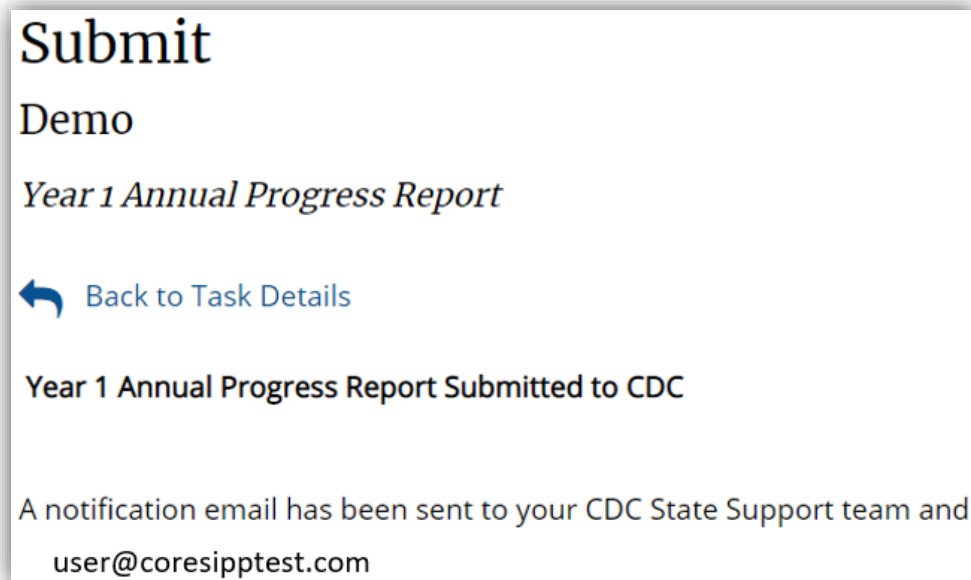 Submit
Demo
Year 1 Annual Progress Report
Back to Task Details
Year 1 Annual Progress Report Submitted to CDC
A notification email has been sent to your CDC State Support team and
user@coresipptest.com